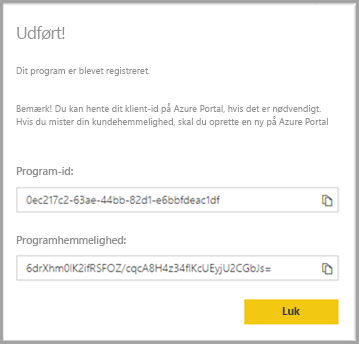 Udført!
Dit program er blevet registreret.
Bemærk! Du kan hente dit klient-id på Azure Portal, hvis det er nødvendigt.
Hvis du mister din kundehemmelighed, skal du oprette en ny på Azure Portal
Program-id:
0ec217c2-63ae-44bb-82d1-e6bbfdeac1df
Programhemmelighed:
6drXhm0lK2ifRSFOZ/cqcA8H4z34flKcUEyjU2CGbJs=
Luk